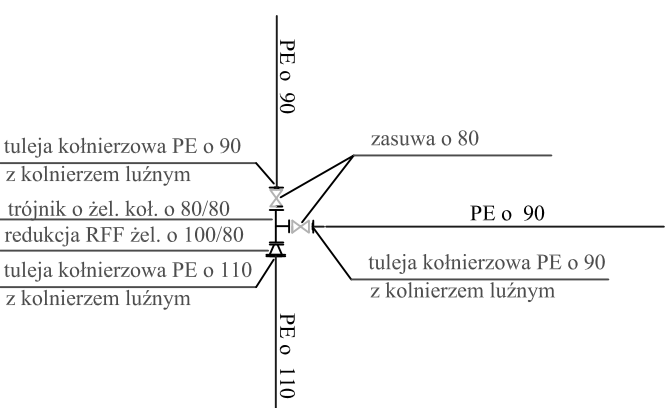 PE o 90
tuleja kołnierzowa PE o 90
z kolnierzem luźnym
zasuwa o 80
trójnik o żel. koł. o 80/80
redukcja RFF żel. o 100/80
PE o 90
tuleja kołnierzowa PE o 110
z kolnierzem luźnym
tuleja kołnierzowa PE o 90
z kolnierzem luźnym
PE o 110